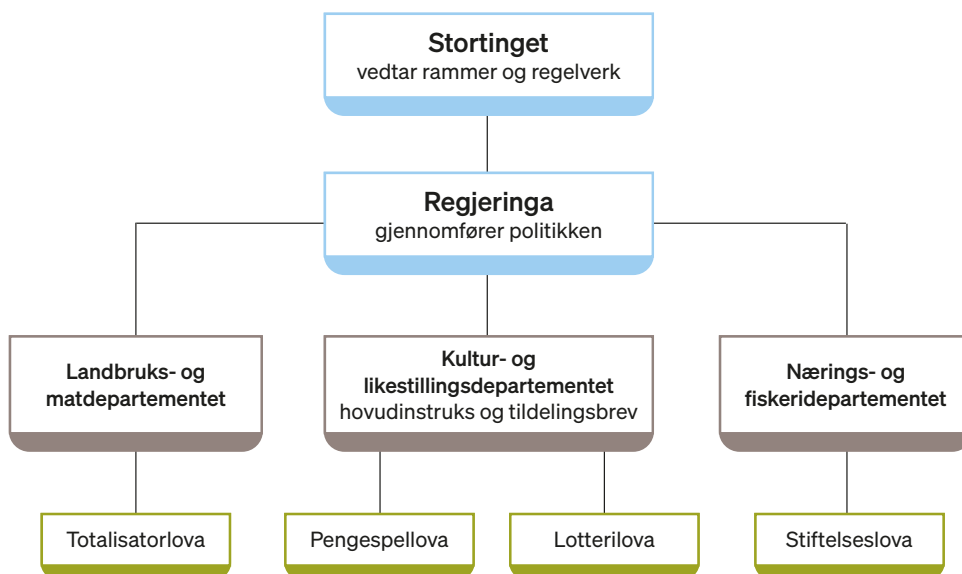 Stortinget
vedtar rammer og regelverk
Regjeringa
gjennomfører politikken
Landbruks- og
matdepartementet
Kultur- og
likestillingsdepartementet
hovudinstruks og tildelingsbrev
Nærings- og
fiskeridepartementet
Totalisatorlova
Pengespellova
Lotterilova
Stiftelseslova